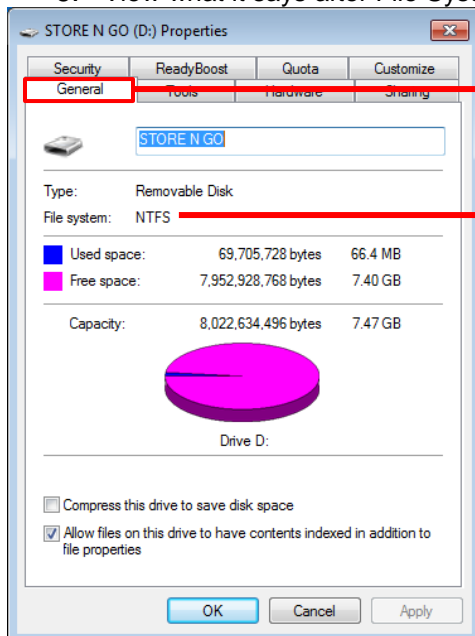 STORE N GO (D:) Properties
Security ReadyBoost Quota Customize
General Tools Hardware Sharing
STORE N GO
Type: Removable Disk
File system: NTFS
Used space: 69,705,728 bytes 66.4 MB
Free space: 7,952,928,768 bytes 7.40 GB
Capacity: 8,022,634,496 bytes 7.47 GB
Drive D:
Compress this drive to save disk space
Allow files on this drive to have contents indexed in addition to
file properties
OK Cancel Apply